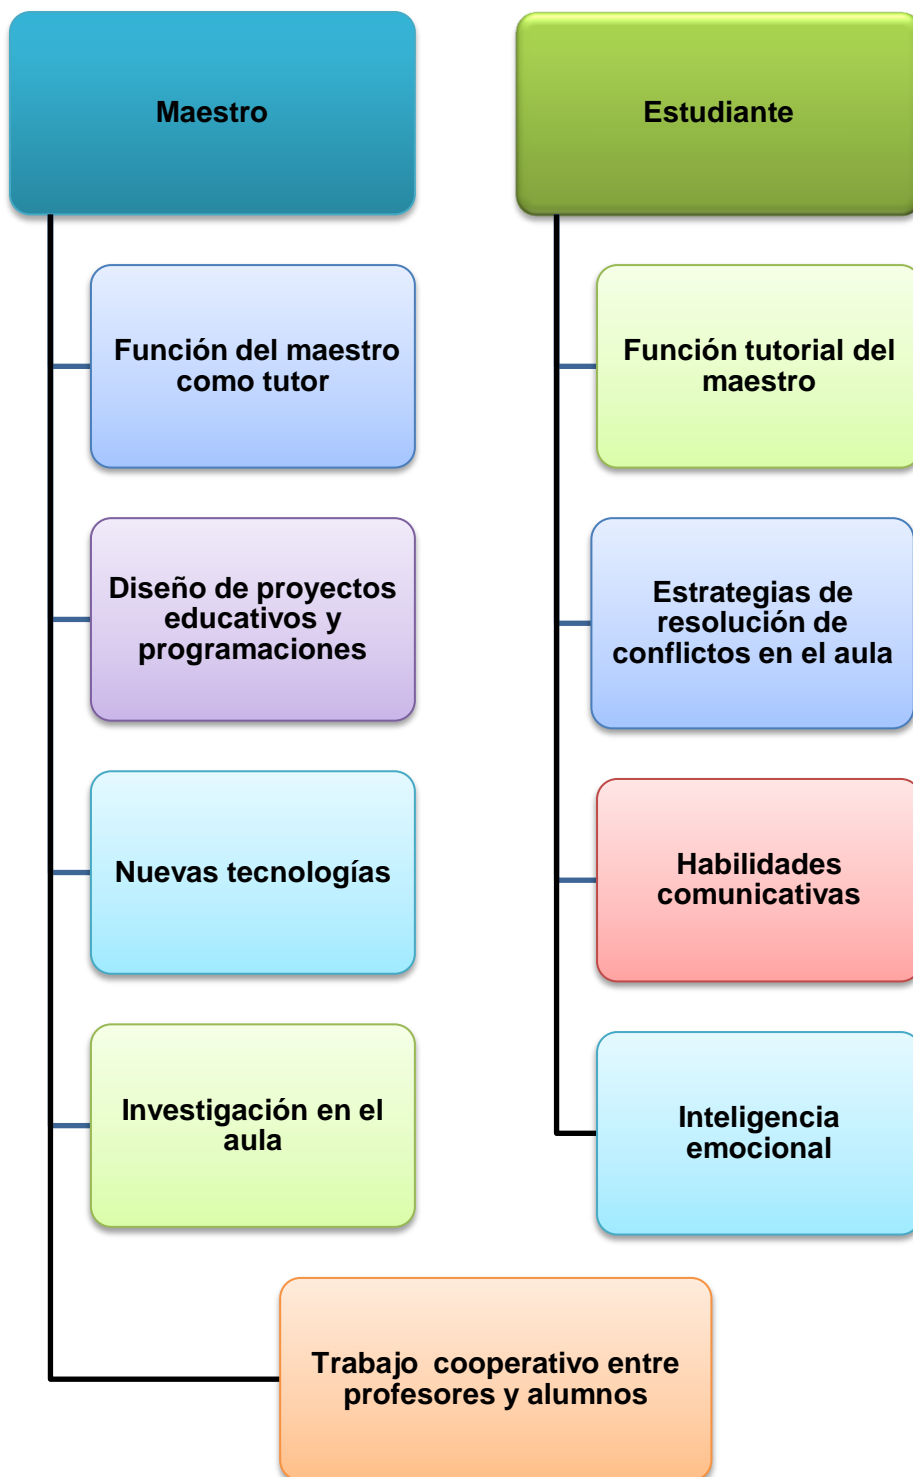 Maestro
Función del maestro
como tutor
Diseño de proyectos
educativos y
programaciones
Nuevas tecnologías
Investigación en el
aula
Estudiante
Función tutorial del
maestro
Estrategias de
resolución de
conflictos en el aula
Habilidades
comunicativas
Inteligencia
emocional
Trabajo  cooperativo entre
profesores y alumnos